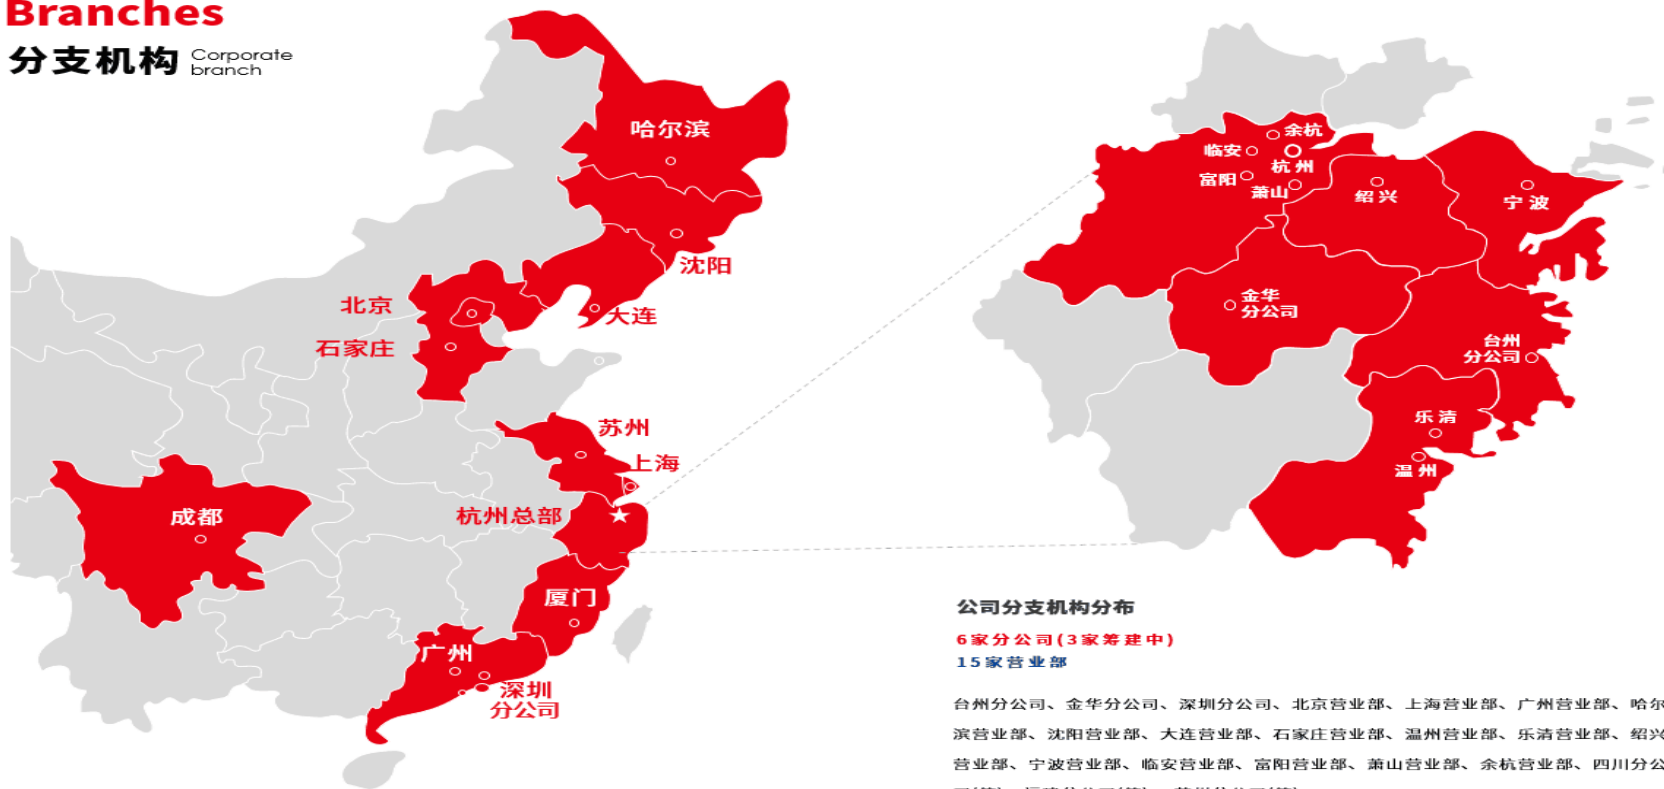 Branches
分支机构 Corporate
branch
哈尔滨
沈阳
大连
北京
石家庄
苏州
上海
杭州总部
成都
厦门
广州
深圳
分公司
余杭
临安
杭州
富阳
萧山
绍兴
宁波
金华
分公司
台州
分公司
乐清
温州
公司分支机构分布
6家分公司(3家筹建中)
15家营业部
台州分公司、金华分公司、深圳分公司、北京营业部、上海营业部、广州营业部、哈尔
滨营业部、沈阳营业部、大连营业部、石家庄营业部、温州营业部、乐清营业部、绍兴
营业部、宁波营业部、临安营业部、富阳营业部、萧山营业部、余杭营业部、四川分公